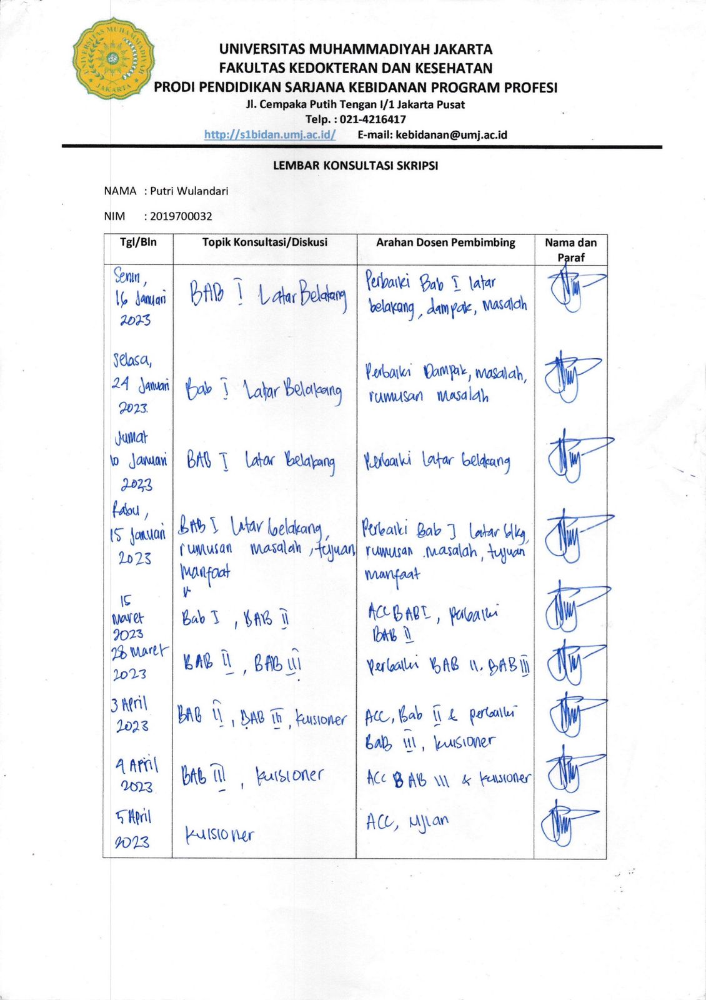 UNIVERSITAS MUHAMMADIYAH JAKARTA
UNIVERSITAS MUHAMMADIYAH JAKARTA
FAKULTAS KEDOKTERAN DAN KESEHATAN
PRODI PENDIDIKAN SARJANA KEBIDANAN PROGRAM PROFESI
Jl. Cempaka Putih Tengan I/1 Jakarta Pusat
Telp. : 021-4216417
http://s1bidan.umj.ac.id/ E-mail: kebidanan@umj.ac.id
LEMBAR KONSULTASI SKRIPSI
NAMA : Putri Wulandari
NIM : 2019700032
Tgl/Bln Topik Konsultasi/Diskusi Arahan Dosen Pembimbing Nama dan
Paraf
Senin,
16 Januari
2023
BAB I Latar Belakang
Perbaiki Bab I latar
belakang, dampak, masalah
Selasa,
24 Januari
2023.
Bab I Latar Belakang
Perbaiki Dampak, masalah,
rumusan masalah
Jumat
10 Januari
2023
BAB I Latar Belakang
Perbaiki Latar belakang
Rabu,
15 Januari
2023
BAB I Latar belakang,
rumusan masalah, tujuan
Manfaat
Perbaiki Bab I Latar blkg,
rumusan masalah, tujuan
manfaat
15
Maret
2023
Bab I, BAB II
ACC BAB I, perbaiki
BAB II
28 Maret
2023
BAB II, BAB III
perbaiki BAB II. BAB III
3 April
2023
BAB II, BAB III, kuisioner
ACC, Bab II & perbaiki
BaB III, kuisioner
4 April
2023
BAB III, kuisioner
ACC BAB III & kuisioner
5 April
2023
kuisioner
ACC, Ujian